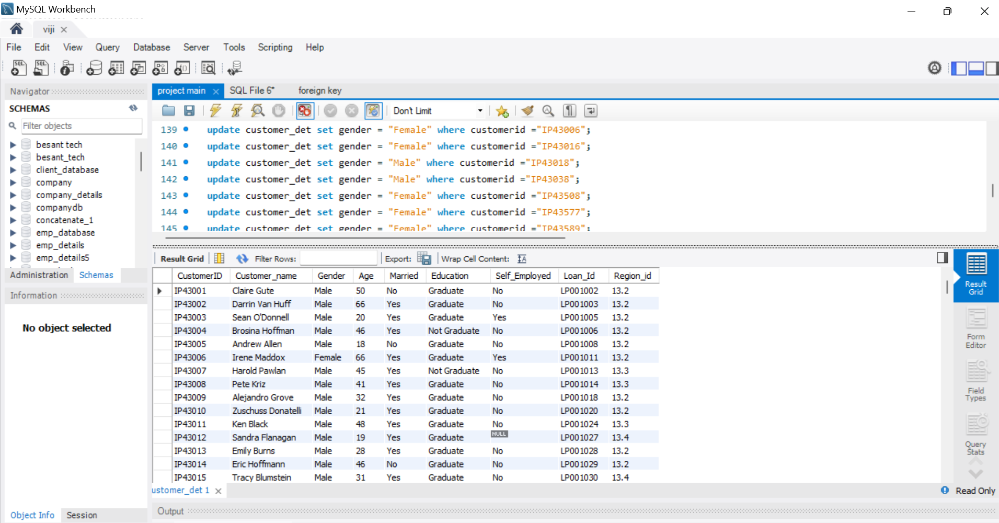 MySQL Workbench
viji
File Edit View Query Database Server Tools Scripting Help
Navigator
SCHEMAS
Filter objects
besant tech
besant_tech
client_database
company
company_details
companydb
concatenate_1
emp_database
emp_details
emp_details5
Administration Schemas
Information
No object selected
Object Info Session
project main SQL File 6* foreign key
Don't Limit
139 update customer_det set gender = "Female" where customerid ="IP43006";
140 update customer_det set gender = "Female" where customerid ="IP43016";
141 update customer_det set gender = "Male" where customerid ="IP43018";
142 update customer_det set gender = "Male" where customerid ="IP43038";
143 update customer_det set gender = "Female" where customerid ="IP43508";
144 update customer_det set gender = "Female" where customerid ="IP43577";
145 update customer_det set gender = "Female" where customerid ="IP43589";
Result Grid Filter Rows: Export: Wrap Cell Content:
CustomerID Customer_name Gender Age Married Education Self_Employed Loan_Id Region_id
IP43001 Claire Gute Male 50 No Graduate No LP001002 13.2
IP43002 Darrin Van Huff Male 66 Yes Graduate No LP001003 13.2
IP43003 Sean O'Donnell Male 20 Yes Graduate Yes LP001005 13.2
IP43004 Brosina Hoffman Male 46 Yes Not Graduate No LP001006 13.2
IP43005 Andrew Allen Male 18 No Graduate No LP001008 13.2
IP43006 Irene Maddox Female 66 Yes Graduate Yes LP001011 13.2
IP43007 Harold Pawlan Male 45 Yes Not Graduate No LP001013 13.3
IP43008 Pete Kriz Male 41 Yes Graduate No LP001014 13.3
IP43009 Alejandro Grove Male 32 Yes Graduate No LP001018 13.2
IP43010 Zuschuss Donatelli Male 21 Yes Graduate No LP001020 13.2
IP43011 Ken Black Male 48 Yes Graduate No LP001024 13.3
IP43012 Sandra Flanagan Male 19 Yes Graduate NULL LP001027 13.4
IP43013 Emily Burns Male 28 Yes Graduate No LP001028 13.2
IP43014 Eric Hoffmann Male 46 No Graduate No LP001029 13.2
IP43015 Tracy Blumstein Male 31 Yes Graduate No LP001030 13.4
Result
Grid
Form
Editor
Field
Types
Query
Stats
ustomer_det 1
Read Only
Output